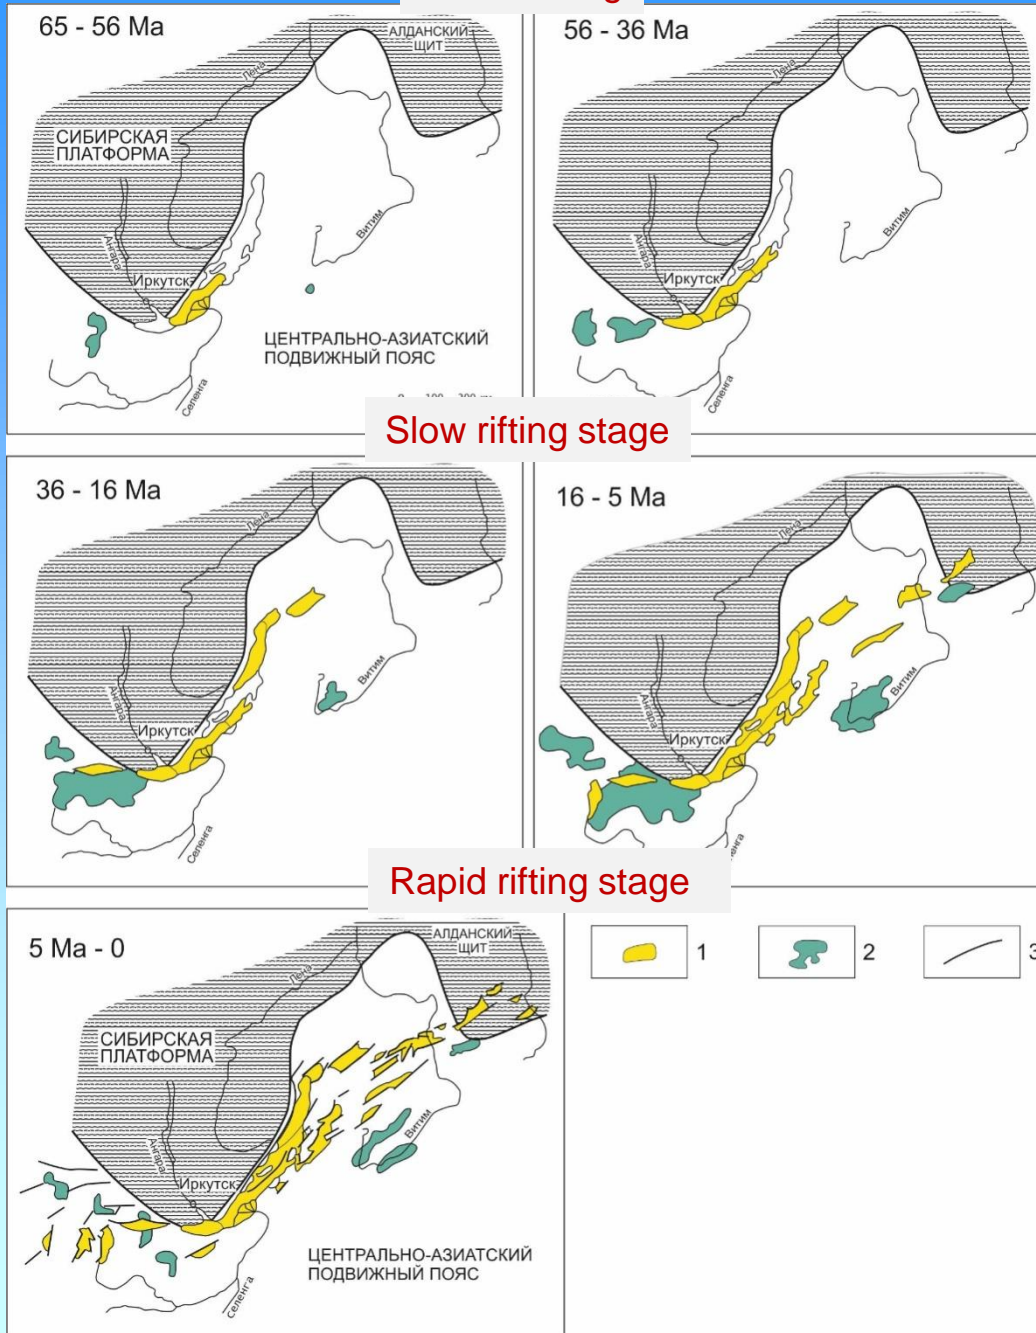 65 - 56 Ma
АЛДАНСКИЙ
ЩИТ
Лена
СИБИРСКАЯ
ПЛАТФОРМА
Ангара
Витим
Иркутск
ЦЕНТРАЛЬНО-АЗИАТСКИЙ
ПОДВИЖНЫЙ ПОЯС
Селенга
56 - 36 Ma
Лена
Ангара
Витим
Иркутск
Селенга
Slow rifting stage
36 - 16 Ma
Лена
Ангара
Витим
Иркутск
Селенга
16 - 5 Ma
Лена
Ангара
Витим
Иркутск
Rapid rifting stage
5 Ma - 0
АЛДАНСКИЙ
ЩИТ
Лена
СИБИРСКАЯ
ПЛАТФОРМА
Ангара
Витим
Иркутск
ЦЕНТРАЛЬНО-АЗИАТСКИЙ
ПОДВИЖНЫЙ ПОЯС
Селенга
1
2
3